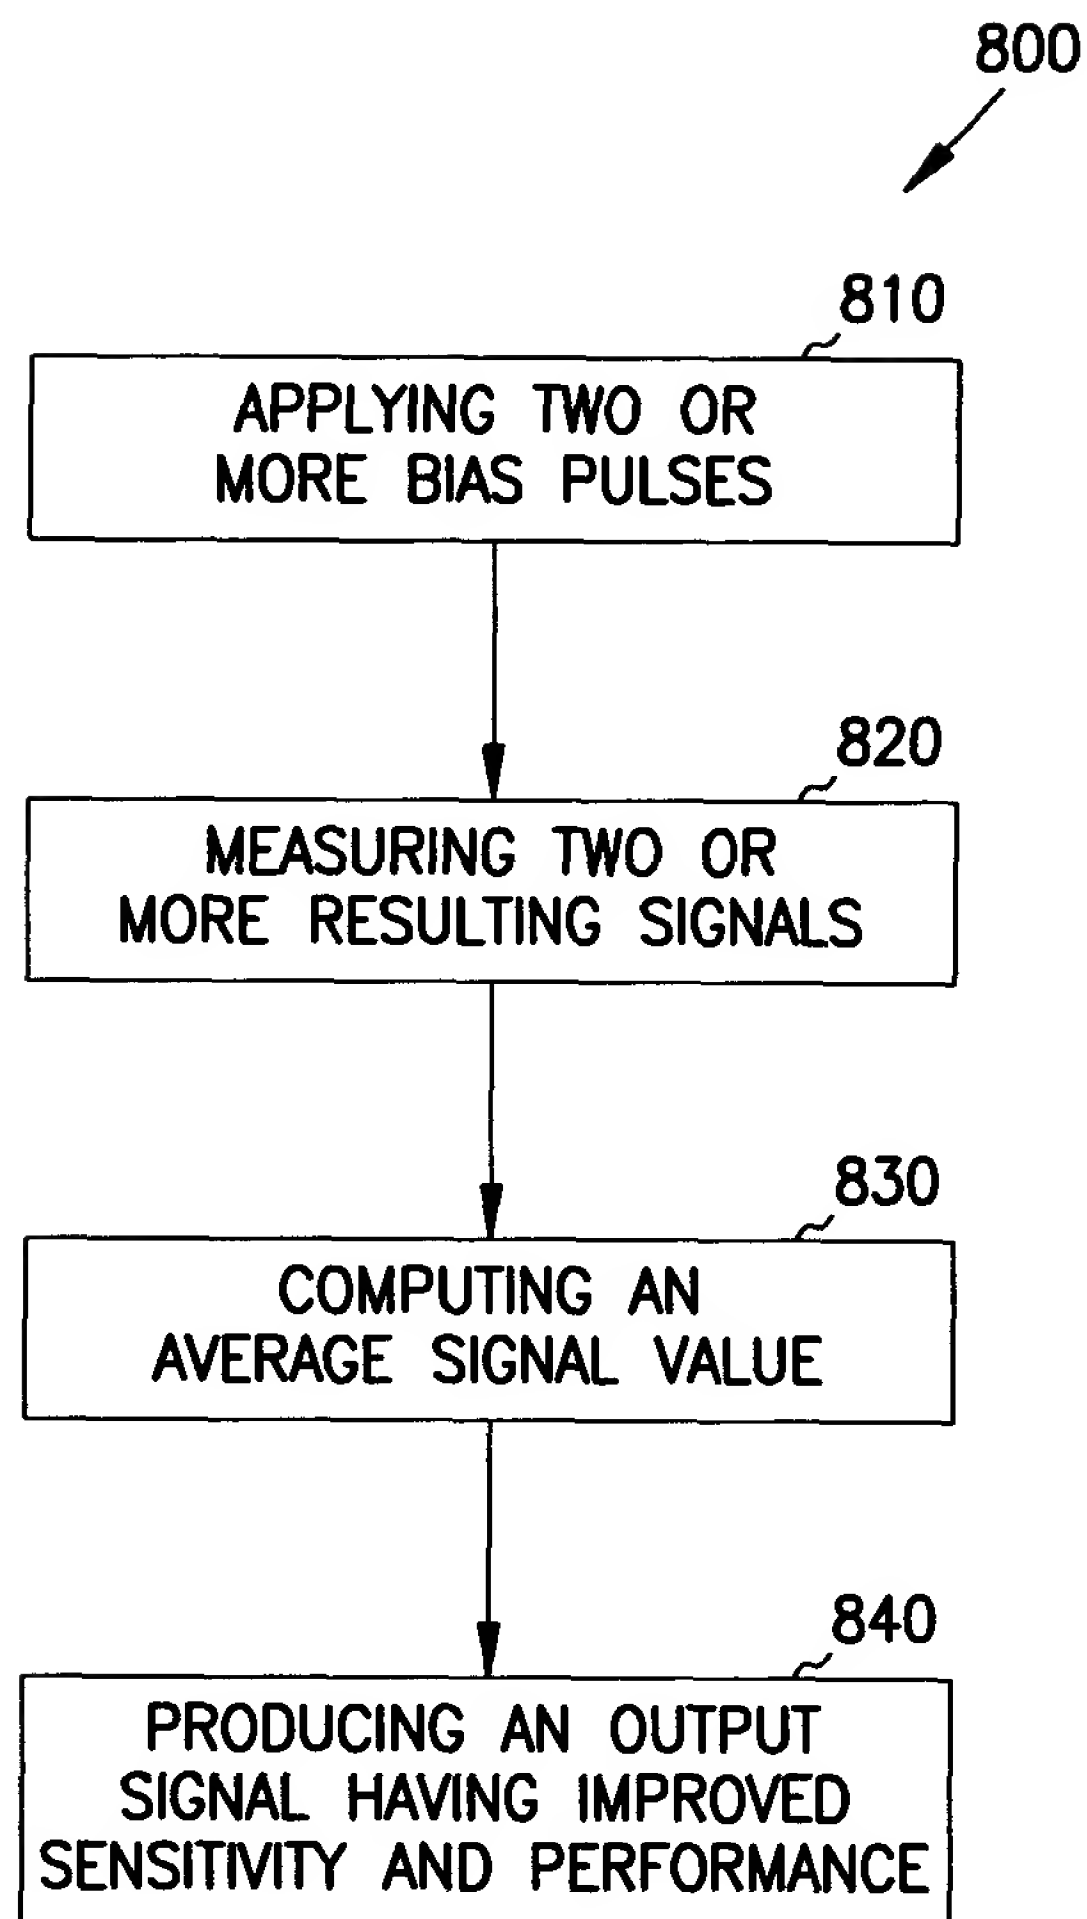 800
810
APPLYING TWO OR
MORE BIAS PULSES
820
MEASURING TWO OR
MORE RESULTING SIGNALS
830
COMPUTING AN
AVERAGE SIGNAL VALUE
840
PRODUCING AN OUTPUT
SIGNAL HAVING IMPROVED
SENSITIVITY AND PERFORMANCE